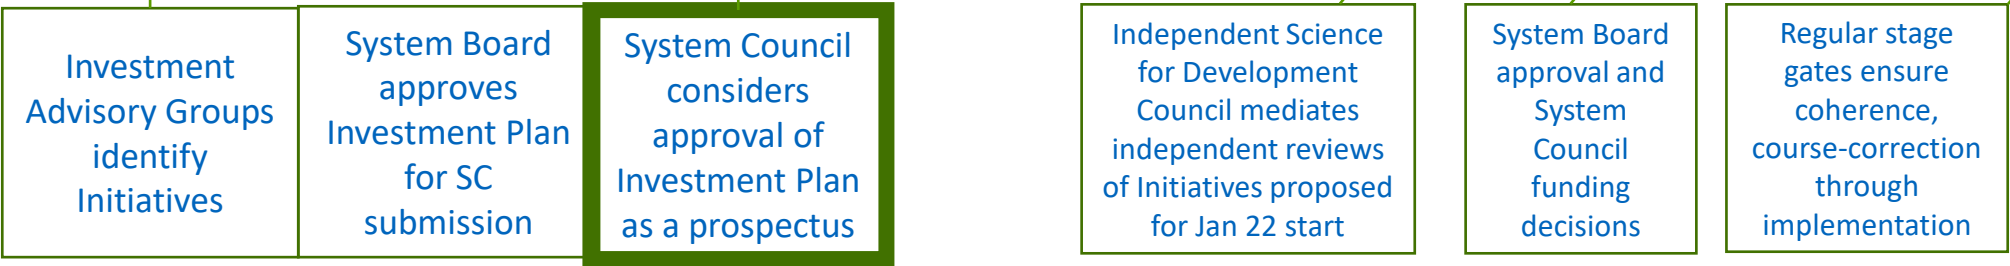 Investment
Advisory Groups
identify
Initiatives
System Board
approves
Investment Plan
for SC
submission
System Council
considers
approval of
Investment Plan
as a prospectus
Independent Science
for Development
Council mediates
independent reviews
of Initiatives proposed
for Jan 22 start
System Board
approval and
System
Council
funding
decisions
Regular stage
gates ensure
coherence,
course-correction
through
implementation